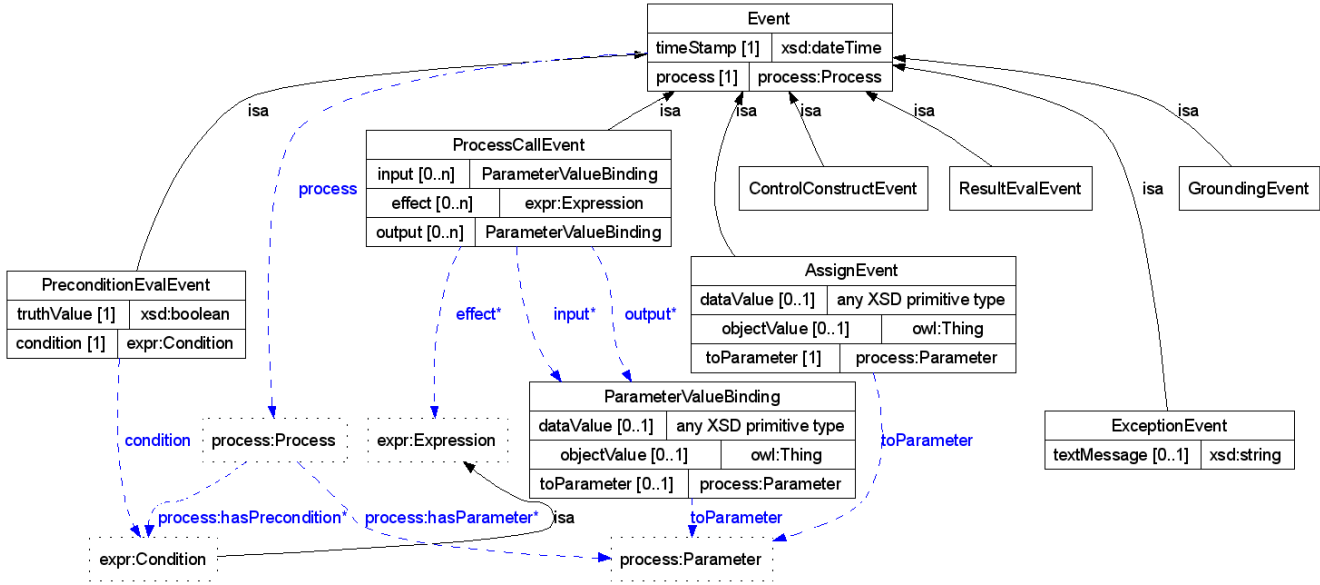 Event
timeStamp [1] xsd:dateTime
process [1] process:Process
isa
isa
isa
isa
isa
isa
isa
ProcessCallEvent
input [0..n] ParameterValueBinding
effect [0..n] expr:Expression
output [0..n] ParameterValueBinding
process
ControlConstructEvent
ResultEvalEvent
GroundingEvent
PreconditionEvalEvent
truthValue [1] xsd:boolean
condition [1] expr:Condition
AssignEvent
dataValue [0..1] any XSD primitive type
objectValue [0..1] owl:Thing
toParameter [1] process:Parameter
effect*
input*
output*
ParameterValueBinding
dataValue [0..1] any XSD primitive type
objectValue [0..1] owl:Thing
toParameter [0..1] process:Parameter
condition
process:Process
expr:Expression
toParameter
ExceptionEvent
textMessage [0..1] xsd:string
process:hasPrecondition*
process:hasParameter*
isa
toParameter
expr:Condition
process:Parameter